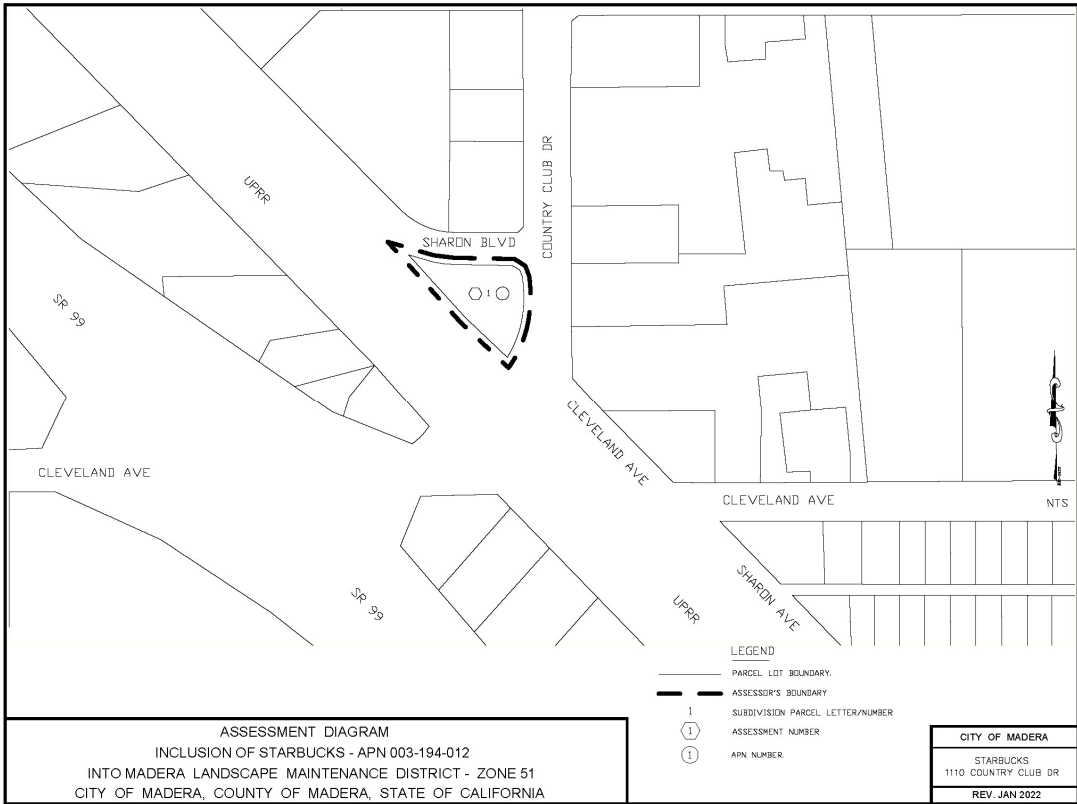 UPRR
COUNTRY CLUB DR
SHARON BLVD
1
SR 99
CLEVELAND AVE
CLEVELAND AVE
CLEVELAND AVE
NTS
SR 99
UPRR
SHARON AVE
LEGEND
PARCEL LOT BOUNDARY.
ASSESSOR'S BOUNDARY
1 SUBDIVISION PARCEL LETTER/NUMBER
1 ASSESSMENT NUMBER
1 APN NUMBER.
ASSESSMENT DIAGRAM
INCLUSION OF STARBUCKS - APN 003-194-012
INTO MADERA LANDSCAPE MAINTENANCE DISTRICT - ZONE 51
CITY OF MADERA, COUNTY OF MADERA, STATE OF CALIFORNIA
CITY OF MADERA
STARBUCKS
1110 COUNTRY CLUB DR
REV. JAN 2022